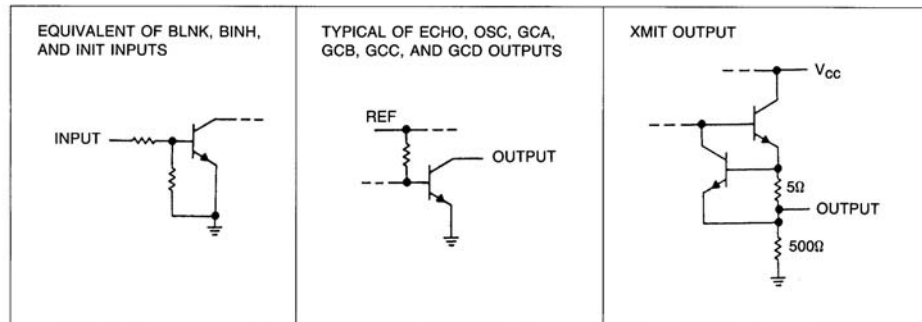 EQUIVALENT OF BLNK, BINH,
AND INIT INPUTS
INPUT
TYPICAL OF ECHO, OSC, GCA,
GCB, GCC, AND GCD OUTPUTS
REF
OUTPUT
XMIT OUTPUT
VCC
5Ω
OUTPUT
500Ω